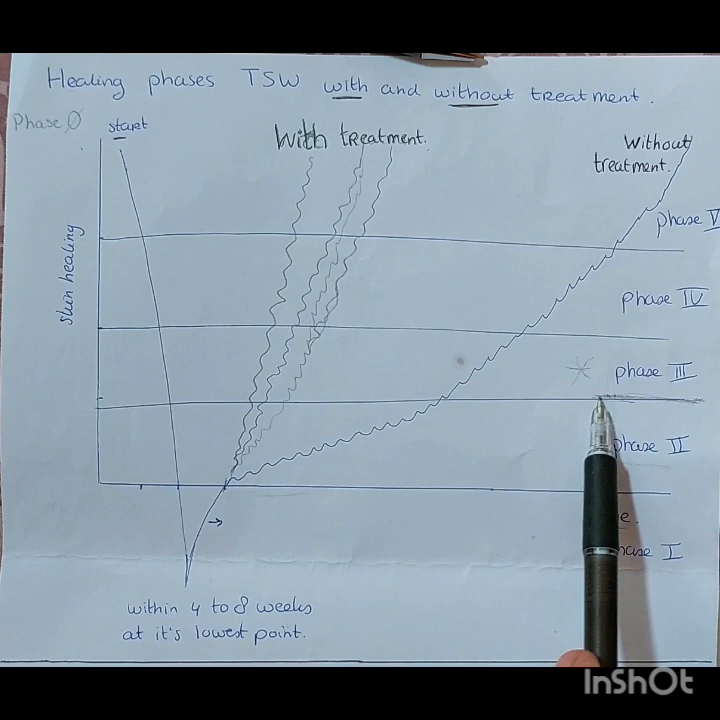 Healing phases TSW with and without treatment.
Phase 0
start
With treatment.
Without
treatment.
phase V
skin healing
phase IV
phase III
phase II
within 4 to 8 weeks
at it's lowest point.
InShOt